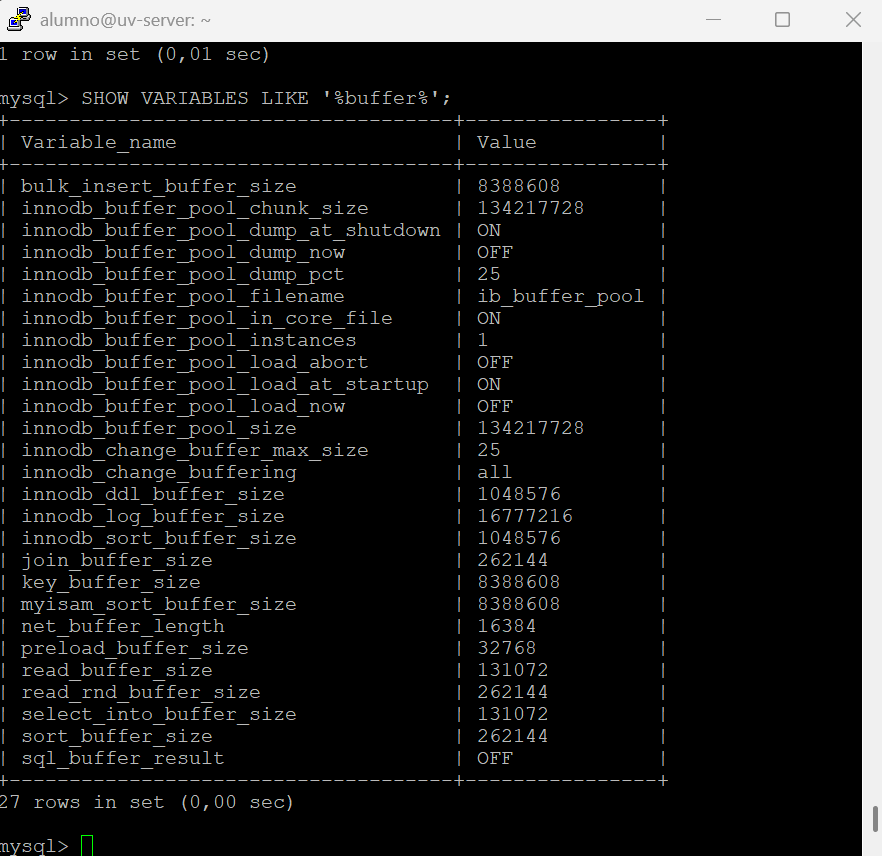 alumno@uv-server: ~
1 row in set (0,01 sec)
mysql> SHOW VARIABLES LIKE '%buffer%';
+-------------------------------------+----------------+
| Variable_name                       | Value          |
+-------------------------------------+----------------+
| bulk_insert_buffer_size             | 8388608        |
| innodb_buffer_pool_chunk_size       | 134217728      |
| innodb_buffer_pool_dump_at_shutdown | ON             |
| innodb_buffer_pool_dump_now         | OFF            |
| innodb_buffer_pool_dump_pct         | 25             |
| innodb_buffer_pool_filename         | ib_buffer_pool |
| innodb_buffer_pool_in_core_file     | ON             |
| innodb_buffer_pool_instances        | 1              |
| innodb_buffer_pool_load_abort       | OFF            |
| innodb_buffer_pool_load_at_startup  | ON             |
| innodb_buffer_pool_load_now         | OFF            |
| innodb_buffer_pool_size             | 134217728      |
| innodb_change_buffer_max_size       | 25             |
| innodb_change_buffering             | all            |
| innodb_ddl_buffer_size              | 1048576        |
| innodb_log_buffer_size              | 16777216       |
| innodb_sort_buffer_size             | 1048576        |
| join_buffer_size                    | 262144         |
| key_buffer_size                     | 8388608        |
| myisam_sort_buffer_size             | 8388608        |
| net_buffer_length                   | 16384          |
| preload_buffer_size                 | 32768          |
| read_buffer_size                    | 131072         |
| read_rnd_buffer_size                | 262144         |
| select_into_buffer_size             | 131072         |
| sort_buffer_size                    | 262144         |
| sql_buffer_result                   | OFF            |
+-------------------------------------+----------------+
27 rows in set (0,00 sec)
mysql>